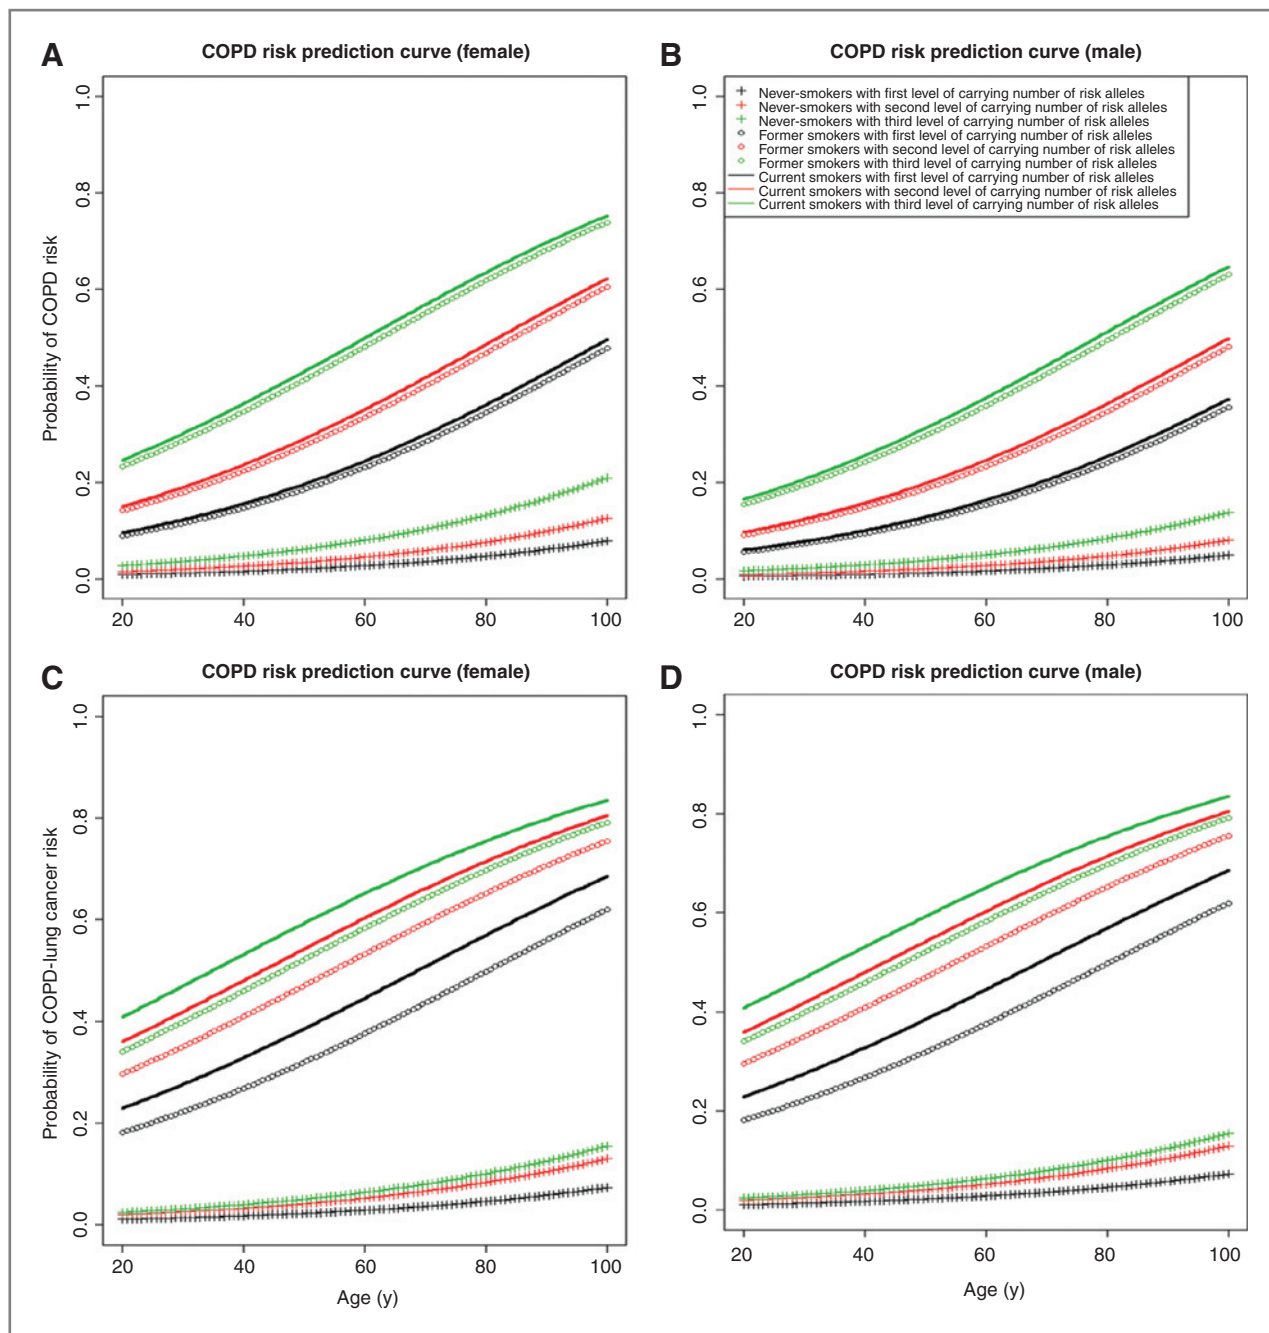 A
COPD risk prediction curve (female)
Probability of COPD risk
1.0
0.8
0.6
0.4
0.2
0.0
20 40 60 80 100
B
COPD risk prediction curve (male)
Never-smokers with first level of carrying number of risk alleles
Never-smokers with second level of carrying number of risk alleles
Never-smokers with third level of carrying number of risk alleles
Former smokers with first level of carrying number of risk alleles
Former smokers with second level of carrying number of risk alleles
Former smokers with third level of carrying number of risk alleles
Current smokers with first level of carrying number of risk alleles
Current smokers with second level of carrying number of risk alleles
Current smokers with third level of carrying number of risk alleles
1.0
0.8
0.6
0.4
0.2
0.0
20 40 60 80 100
C
COPD risk prediction curve (female)
Probability of COPD-lung cancer risk
1.0
0.8
0.6
0.4
0.2
0.0
20 40 60 80 100
Age (y)
D
COPD risk prediction curve (male)
1.0
0.8
0.6
0.4
0.2
0.0
20 40 60 80 100
Age (y)